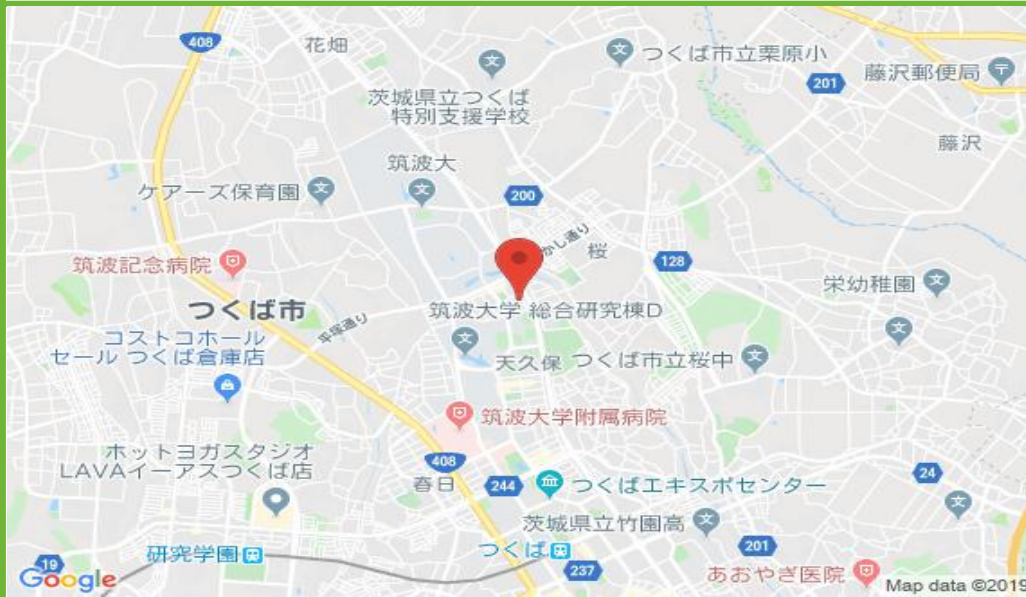 408
花畑
つくば市立栗原小
藤沢郵便局
201
茨城県立つくば
特別支援学校
藤沢
筑波大
ケアーズ保育園
200
かし通り
桜
128
筑波記念病院
栄幼稚園
つくば市
筑波大学 総合研究棟D
平塚通り
コストコホール
セール つくば倉庫店
天久保
つくば市立桜中
筑波大学附属病院
ホットヨガスタジオ
LAVAイーアスつくば店
408
春日
244
つくばエキスポセンター
24
茨城県立竹園高
201
19
研究学園
つくば
237
あおやぎ医院
Google
Map data ©2019